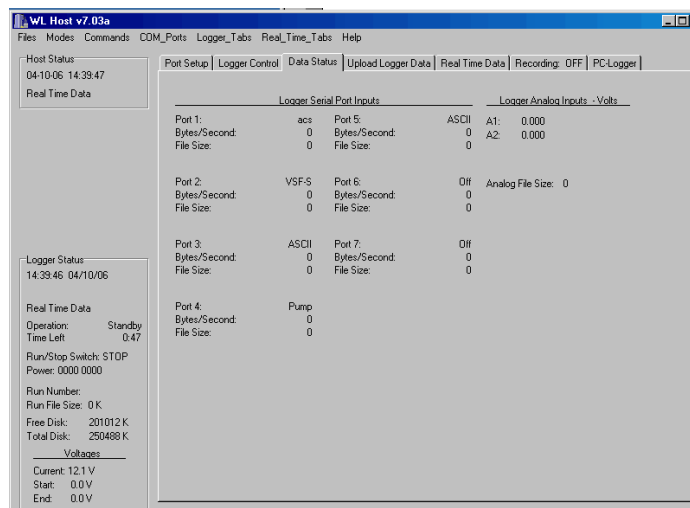 WL Host v7.03a
Files Modes Commands COM_Ports Logger_Tabs Real_Time_Tabs Help
Host Status
04-10-06 14:39:47
Real Time Data
Port Setup Logger Control Data Status Upload Logger Data Real Time Data Recording: OFF PC-Logger
Logger Serial Port Inputs
Port 1: acs
Bytes/Second: 0
File Size: 0
Port 2: VSF-S
Bytes/Second: 0
File Size: 0
Port 3: ASCII
Bytes/Second: 0
File Size: 0
Port 4: Pump
Bytes/Second: 0
File Size: 0
Port 5: ASCII
Bytes/Second: 0
File Size: 0
Port 6: Off
Bytes/Second: 0
File Size: 0
Port 7: Off
Bytes/Second: 0
File Size: 0
Logger Analog Inputs - Volts
A1: 0.000
A2: 0.000
Analog File Size: 0
Logger Status
14:39:46 04/10/06
Real Time Data
Operation: Standby
Time Left 0:47
Run/Stop Switch: STOP
Power: 0000 0000
Run Number:
Run File Size: 0 K
Free Disk: 201012 K
Total Disk: 250488 K
Voltages
Current: 12.1 V
Start: 0.0 V
End: 0.0 V